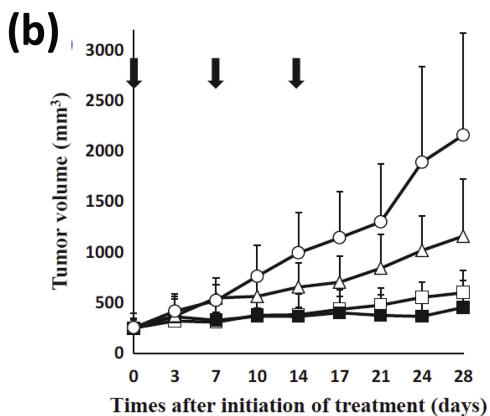 (b)
Tumor volume (mm³)
3000
2500
2000
1500
1000
500
0
0 3 7 10 14 17 21 24 28
Times after initiation of treatment (days)